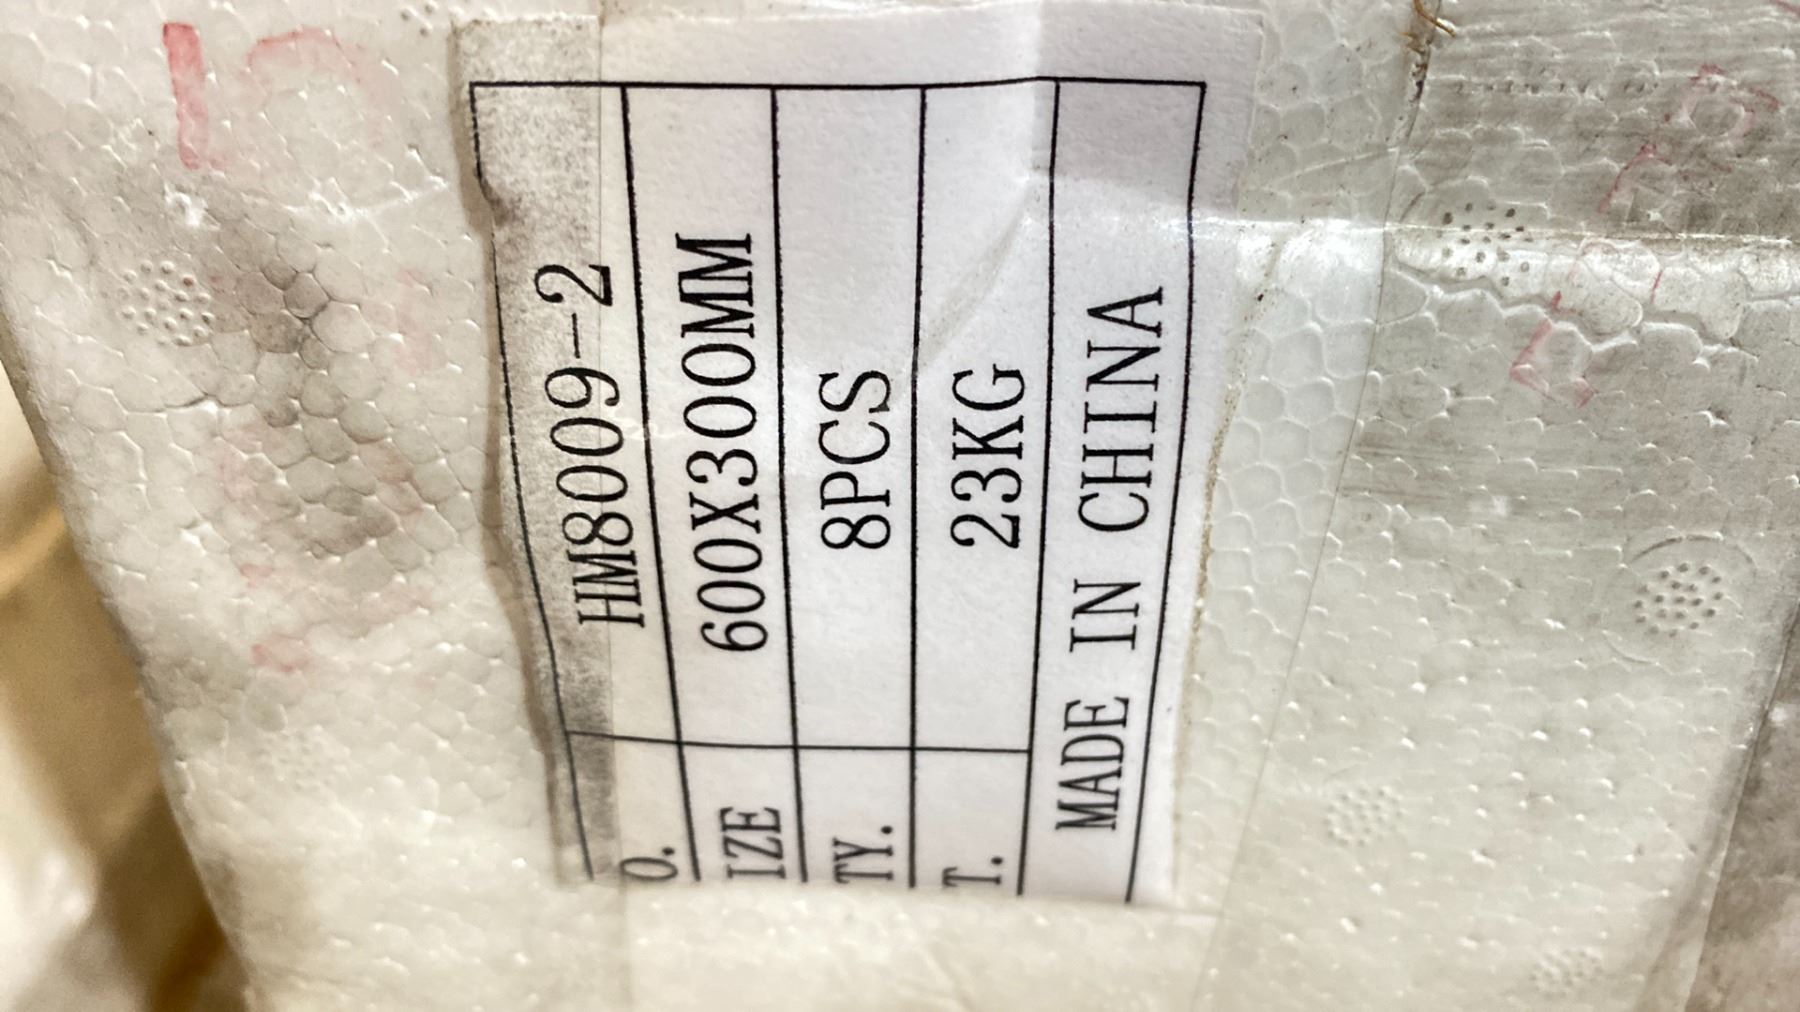 O. HM8009-2
IZE 600X300MM
TY. 8PCS
T. 23KG
MADE IN CHINA